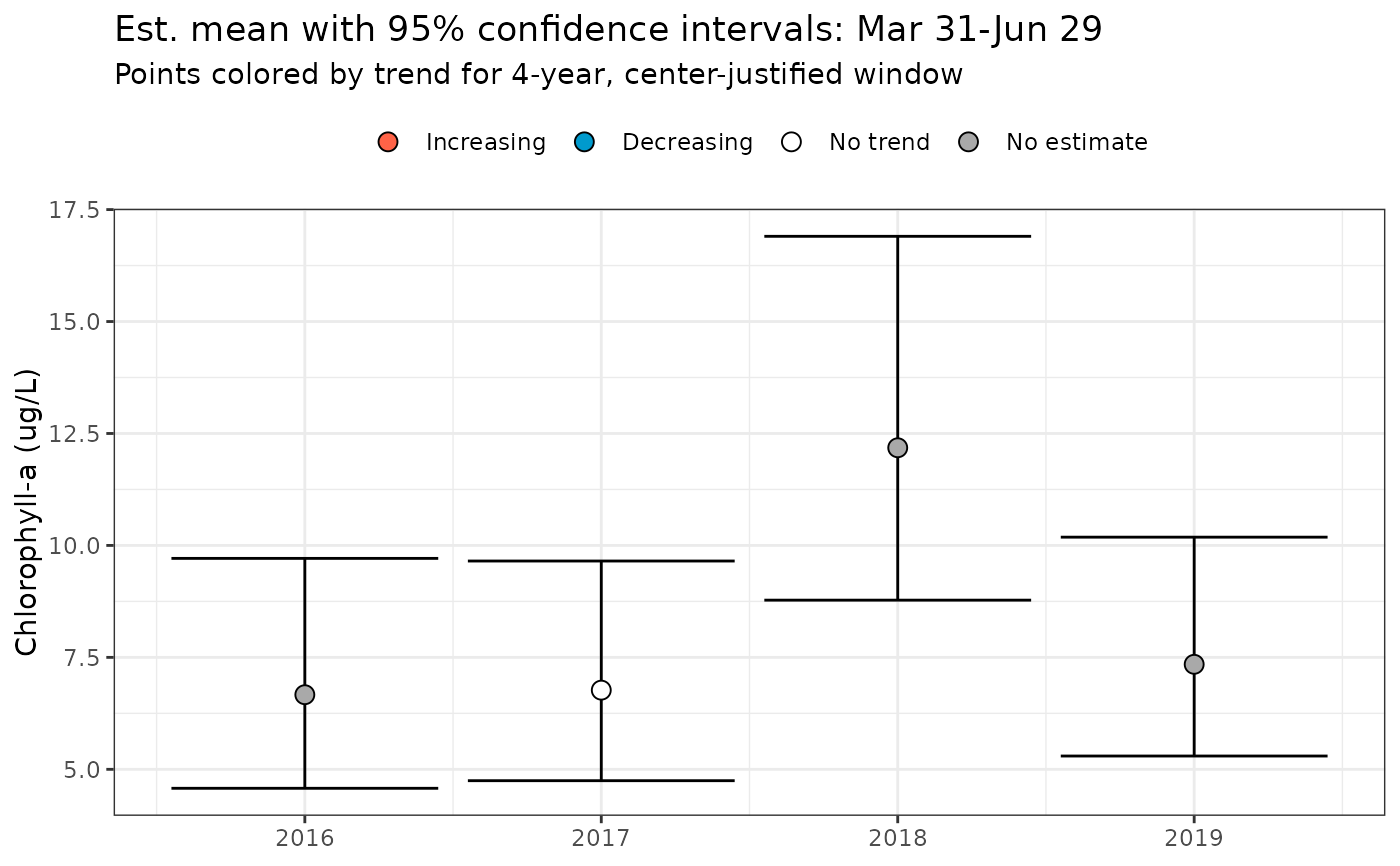 Est. mean with 95% confidence intervals: Mar 31-Jun 29
Points colored by trend for 4-year, center-justified window
Increasing Decreasing No trend No estimate
Chlorophyll-a (ug/L)
17.5
15.0
12.5
10.0
7.5
5.0
2016 2017 2018 2019